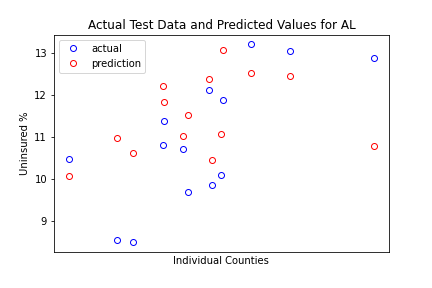 Actual Test Data and Predicted Values for AL
actual
prediction
13
12
11
10
9
Uninsured %
Individual Counties